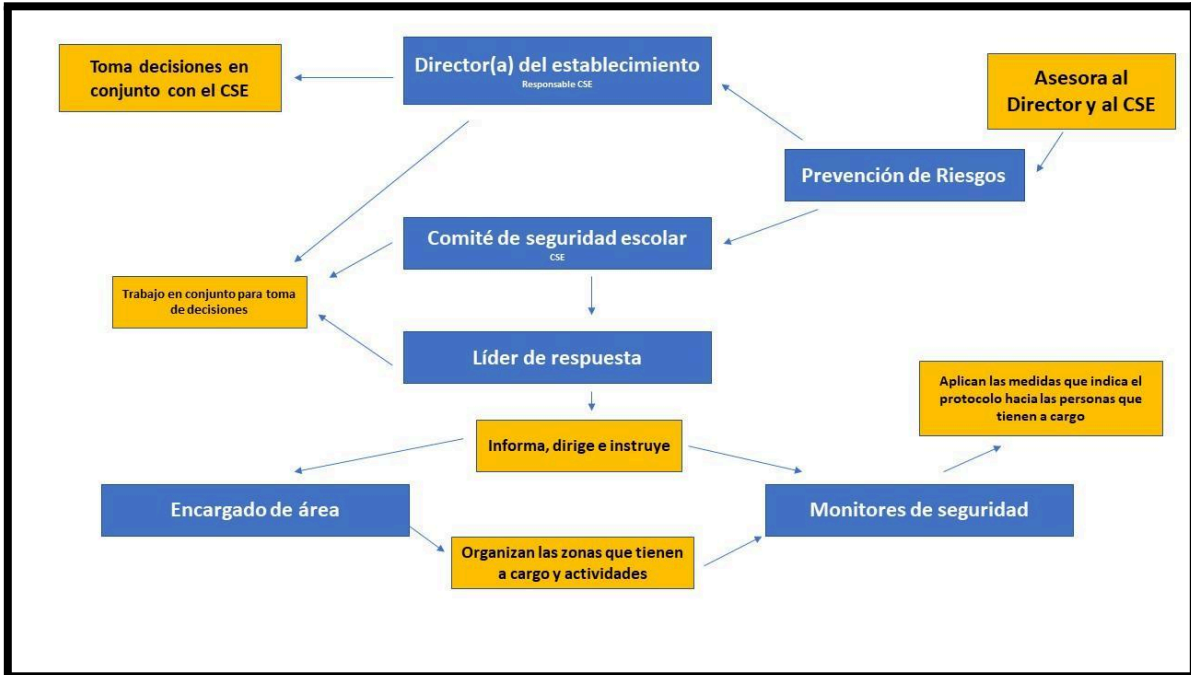 Toma decisiones en
conjunto con el CSE
Director(a) del establecimiento
Responsable CSE
Asesora al
Director y al CSE
Prevención de Riesgos
Comité de seguridad escolar
CSE
Trabajo en conjunto para toma
de decisiones
Líder de respuesta
Aplican las medidas que indica el
protocolo hacia las personas que
tienen a cargo
Informa, dirige e instruye
Encargado de área
Monitores de seguridad
Organizan las zonas que tienen
a cargo y actividades